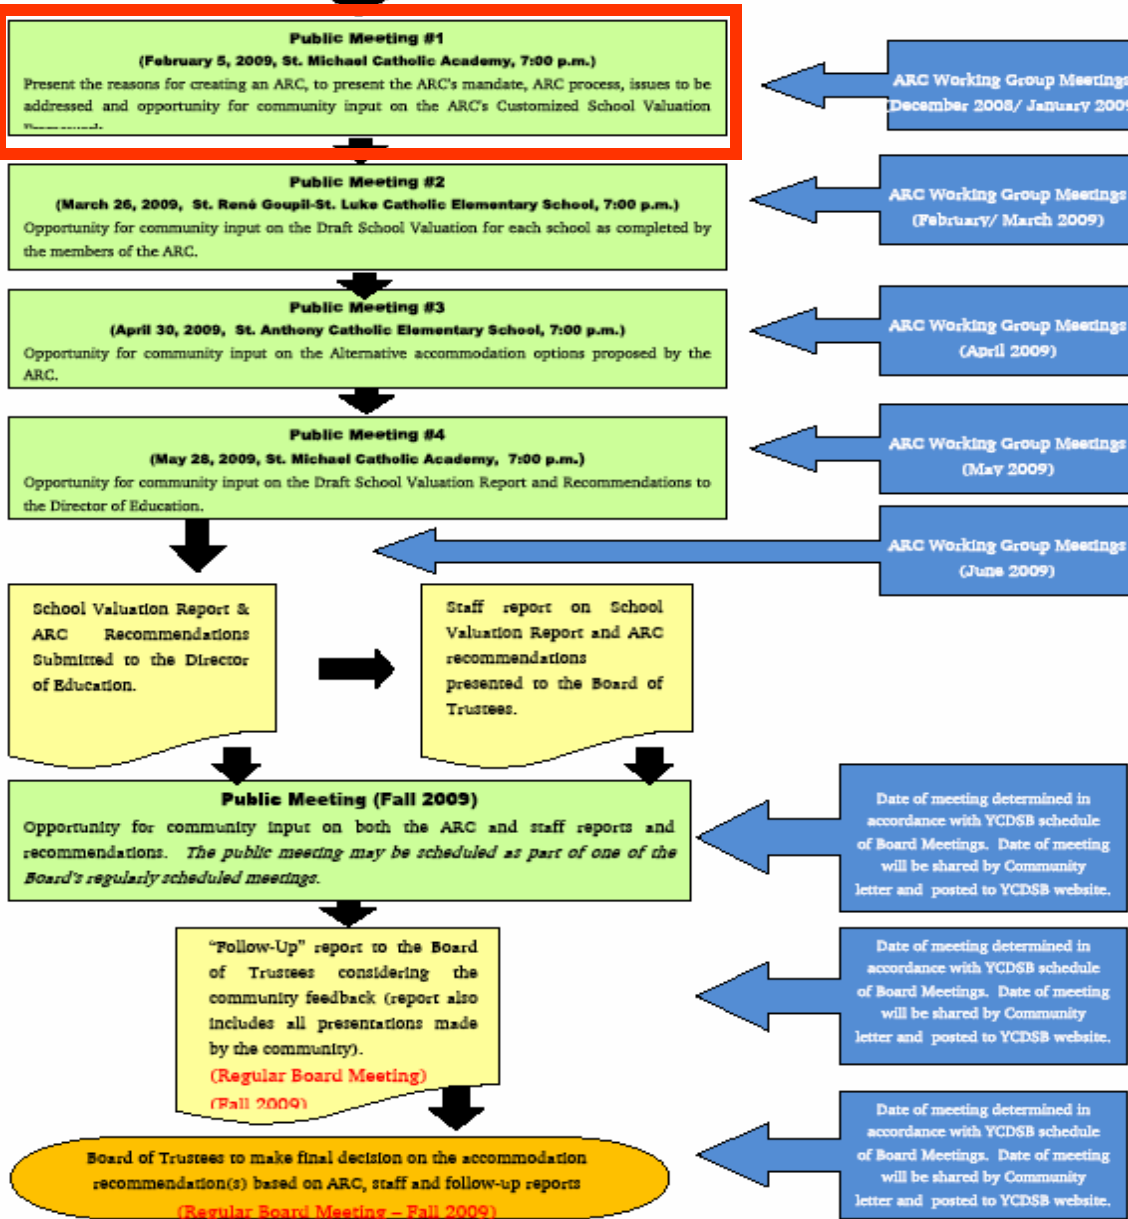 Public Meeting #1
(February 5, 2009, St. Michael Catholic Academy, 7:00 p.m.)
Present the reasons for creating an ARC, to present the ARC's mandate, ARC process, issues to be
addressed and opportunity for community input on the ARC's Customized School Valuation
ARC Working Group Meetings
(December 2008/ January 2009
Public Meeting #2
(March 26, 2009, St. René Goupil-St. Luke Catholic Elementary School, 7:00 p.m.)
Opportunity for community input on the Draft School Valuation for each school as completed by
the members of the ARC.
ARC Working Group Meetings
(February/ March 2009)
Public Meeting #3
(April 30, 2009, St. Anthony Catholic Elementary School, 7:00 p.m.)
Opportunity for community input on the Alternative accommodation options proposed by the
ARC.
ARC Working Group Meetings
(April 2009)
Public Meeting #4
(May 28, 2009, St. Michael Catholic Academy, 7:00 p.m.)
Opportunity for community input on the Draft School Valuation Report and Recommendations to
the Director of Education.
ARC Working Group Meetings
(May 2009)
ARC Working Group Meetings
(June 2009)
School Valuation Report &
ARC Recommendations
Submitted to the Director
of Education.
Staff report on School
Valuation Report and ARC
recommendations
presented to the Board of
Trustees.
Public Meeting (Fall 2009)
Opportunity for community input on both the ARC and staff reports and
recommendations. The public meeting may be scheduled as part of one of the
Board's regularly scheduled meetings.
Date of meeting determined in
accordance with YCDSB schedule
of Board Meetings. Date of meeting
will be shared by Community
letter and posted to YCDSB website.
"Follow-Up" report to the Board
of Trustees considering the
community feedback (report also
includes all presentations made
by the community).
(Regular Board Meeting)
(Fall 2009)
Date of meeting determined in
accordance with YCDSB schedule
of Board Meetings. Date of meeting
will be shared by Community
letter and posted to YCDSB website.
Board of Trustees to make final decision on the accommodation
recommendation(s) based on ARC, staff and follow-up reports
(Regular Board Meeting – Fall 2009)
Date of meeting determined in
accordance with YCDSB schedule
of Board Meetings. Date of meeting
will be shared by Community
letter and posted to YCDSB website.